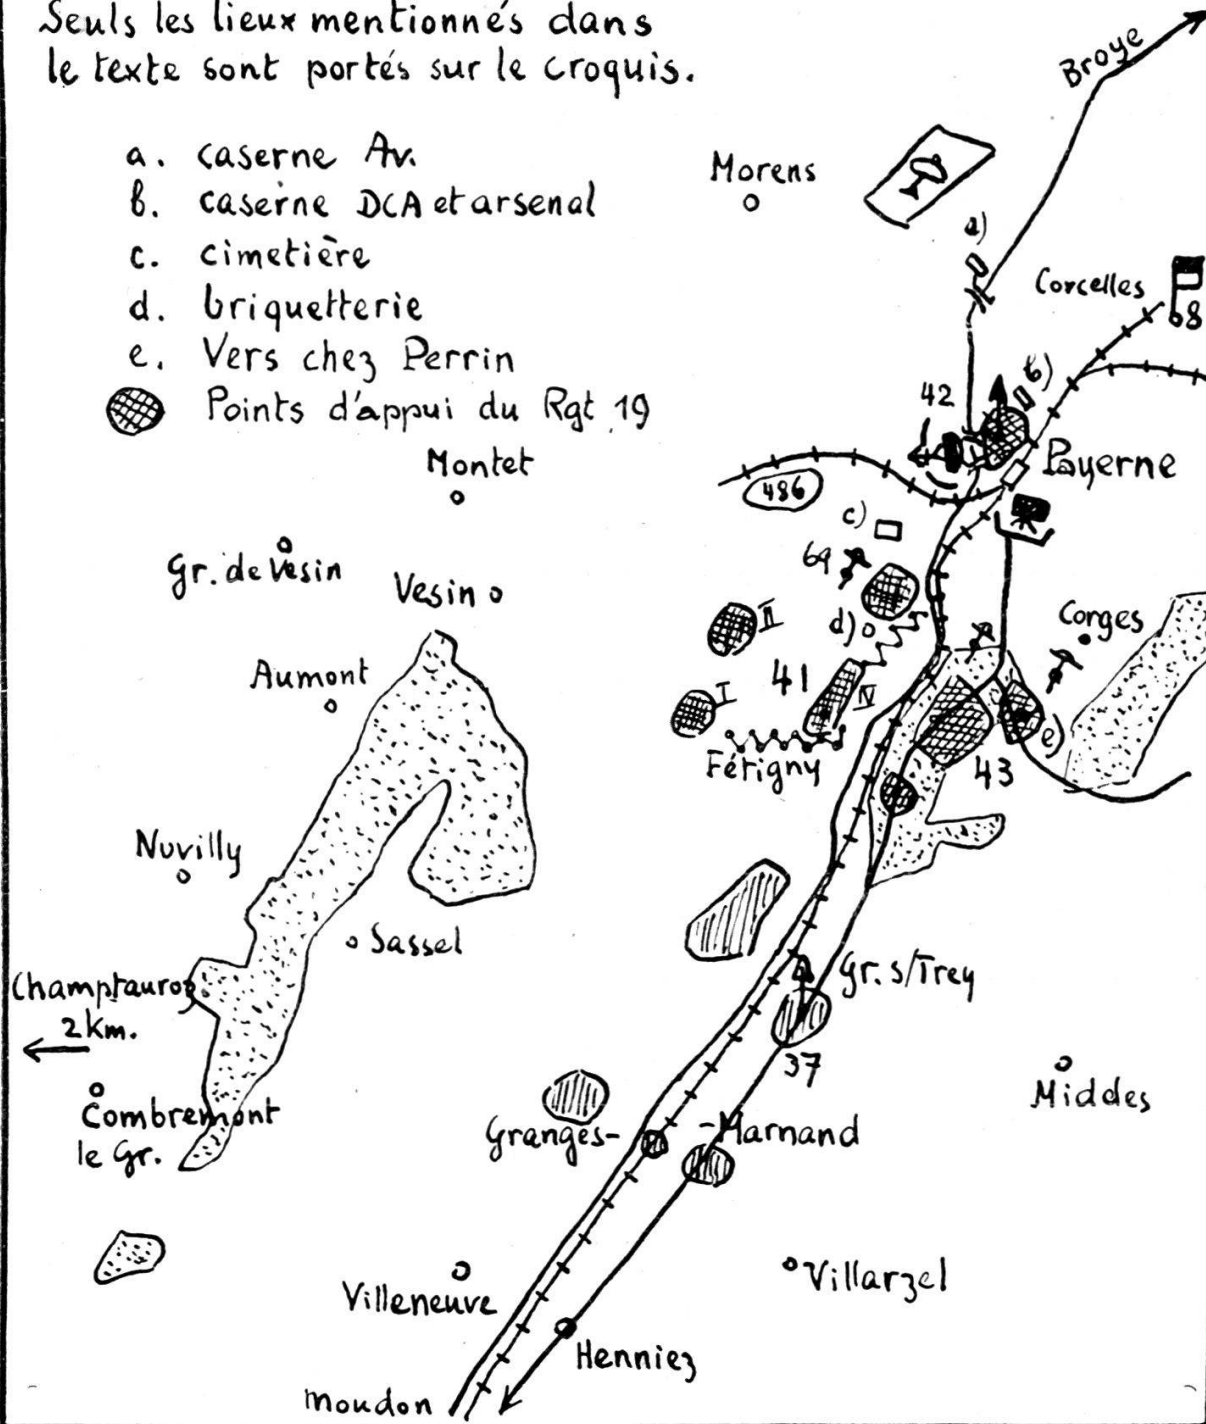 Seuls les lieux mentionnés dans
le texte sont portés sur le croquis.
a. caserne Av.
b. caserne DCA et arsenal
c. cimetière
d. briquetterie
e. Vers chez Perrin
Points d'appui du Rgt 19
Broye
Morens
a)
Corcelles
8
b)
42
Payerne
486
Montet
c)
Gr. de Vesin
Vesin
69
II
d)
Corges
Aumont
41
I
IV
e)
Fétigny
43
Nuvilly
Sassel
Champtauroz
2 km.
Gr. s/Trey
37
Combremont
le Gr.
Middes
Granges-
-Marnand
Villeneuve
Villarzel
Henniez
Moudon